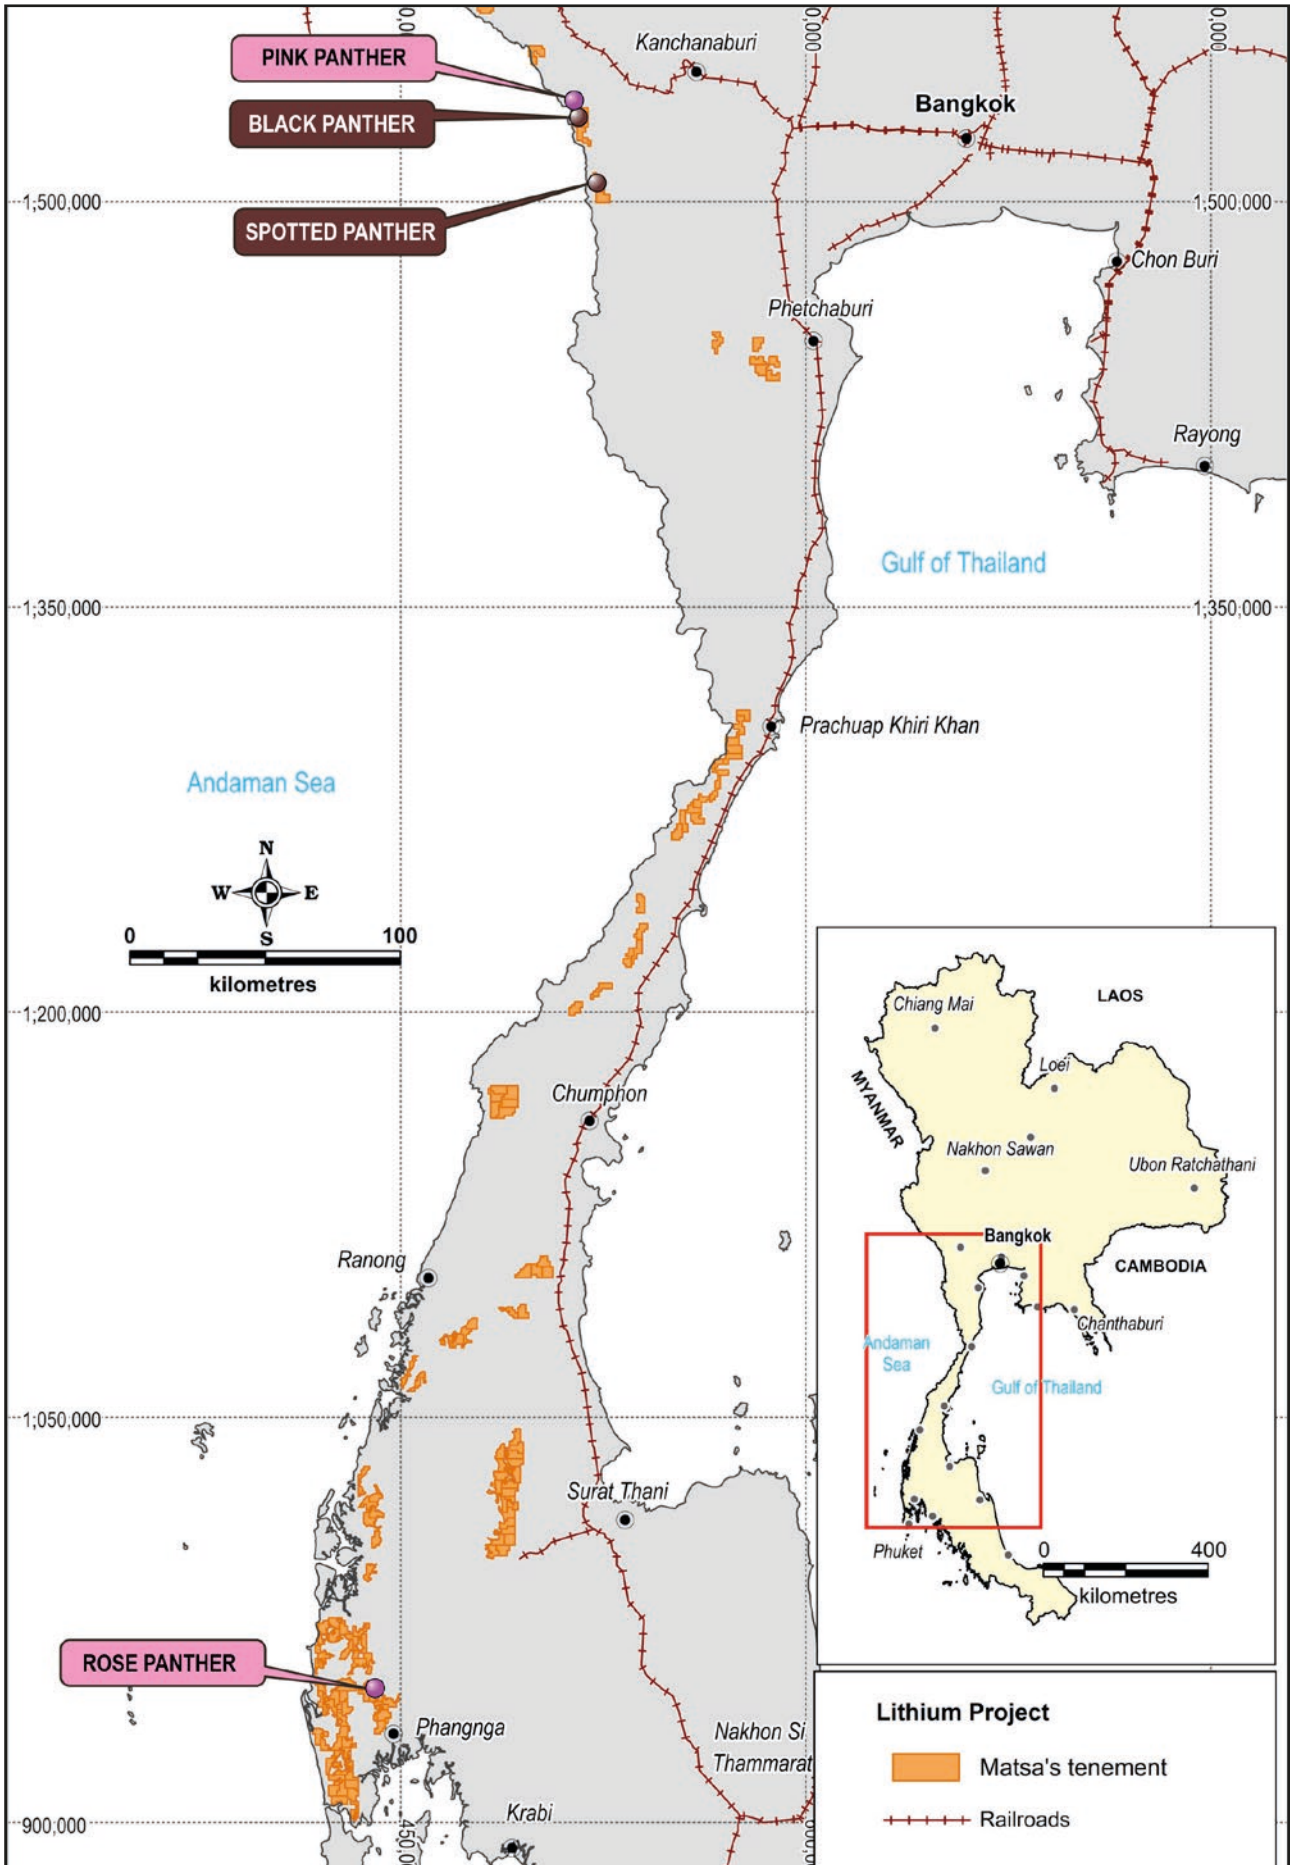 PINK PANTHER
Kanchanaburi
Bangkok
BLACK PANTHER
1,500,000
1,500,000
SPOTTED PANTHER
Chon Buri
Phetchaburi
Rayong
Gulf of Thailand
1,350,000
1,350,000
Prachuap Khiri Khan
Andaman Sea
N
W E
S
0 100
kilometres
1,200,000
Chumphon
Ranong
1,050,000
Surat Thani
ROSE PANTHER
Phangnga
Nakhon Si
Thammarat
Krabi
900,000
LAOS
Chiang Mai
Loei
MYANMAR
Nakhon Sawan
Ubon Ratchathani
Bangkok
CAMBODIA
Chanthaburi
Andaman
Sea
Gulf of Thailand
Phuket
0 400
kilometres
Lithium Project
Matsa's tenement
Railroads